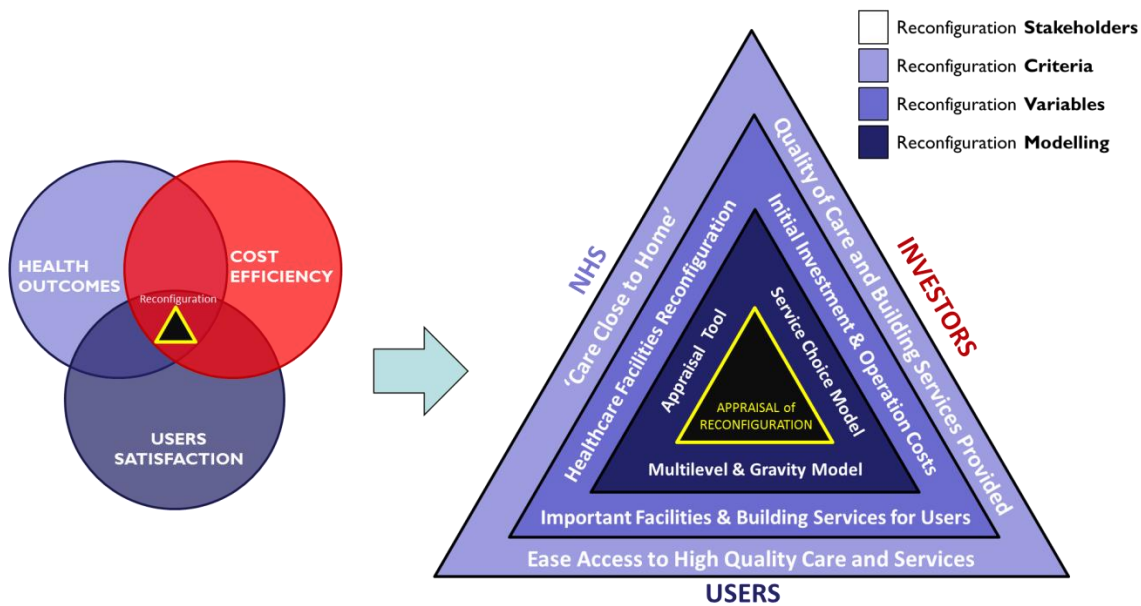 Reconfiguration Stakeholders
Reconfiguration Criteria
Reconfiguration Variables
Reconfiguration Modelling
HEALTH
OUTCOMES
COST
EFFICIENCY
Reconfiguration
USERS
SATISFACTION
NHS
INVESTORS
USERS
'Care Close to Home'
Quality of Care and Building Services Provided
Ease Access to High Quality Care and Services
Healthcare Facilities Reconfiguration
Initial Investment & Operation Costs
Important Facilities & Building Services for Users
Appraisal Tool
Service Choice Model
Multilevel & Gravity Model
APPRAISAL of
RECONFIGURATION